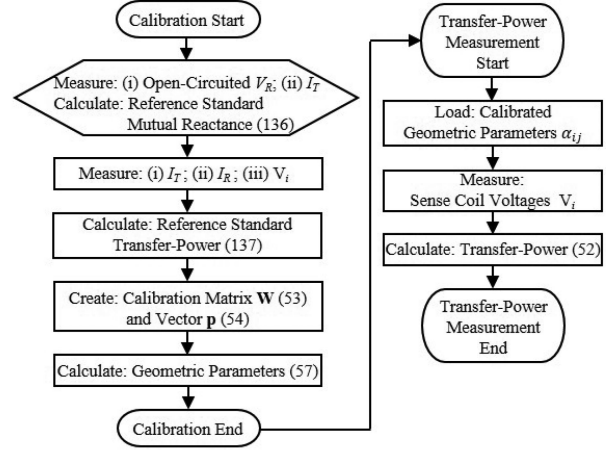 Calibration Start
Measure: (i) Open-Circuited V_R; (ii) I_T
Calculate: Reference Standard
Mutual Reactance (136)
Measure: (i) I_T; (ii) I_R; (iii) V_i
Calculate: Reference Standard
Transfer-Power (137)
Create: Calibration Matrix W (53)
and Vector p (54)
Calculate: Geometric Parameters (57)
Calibration End
Transfer-Power
Measurement
Start
Load: Calibrated
Geometric Parameters α_ij
Measure:
Sense Coil Voltages V_i
Calculate: Transfer-Power (52)
Transfer-Power
Measurement
End